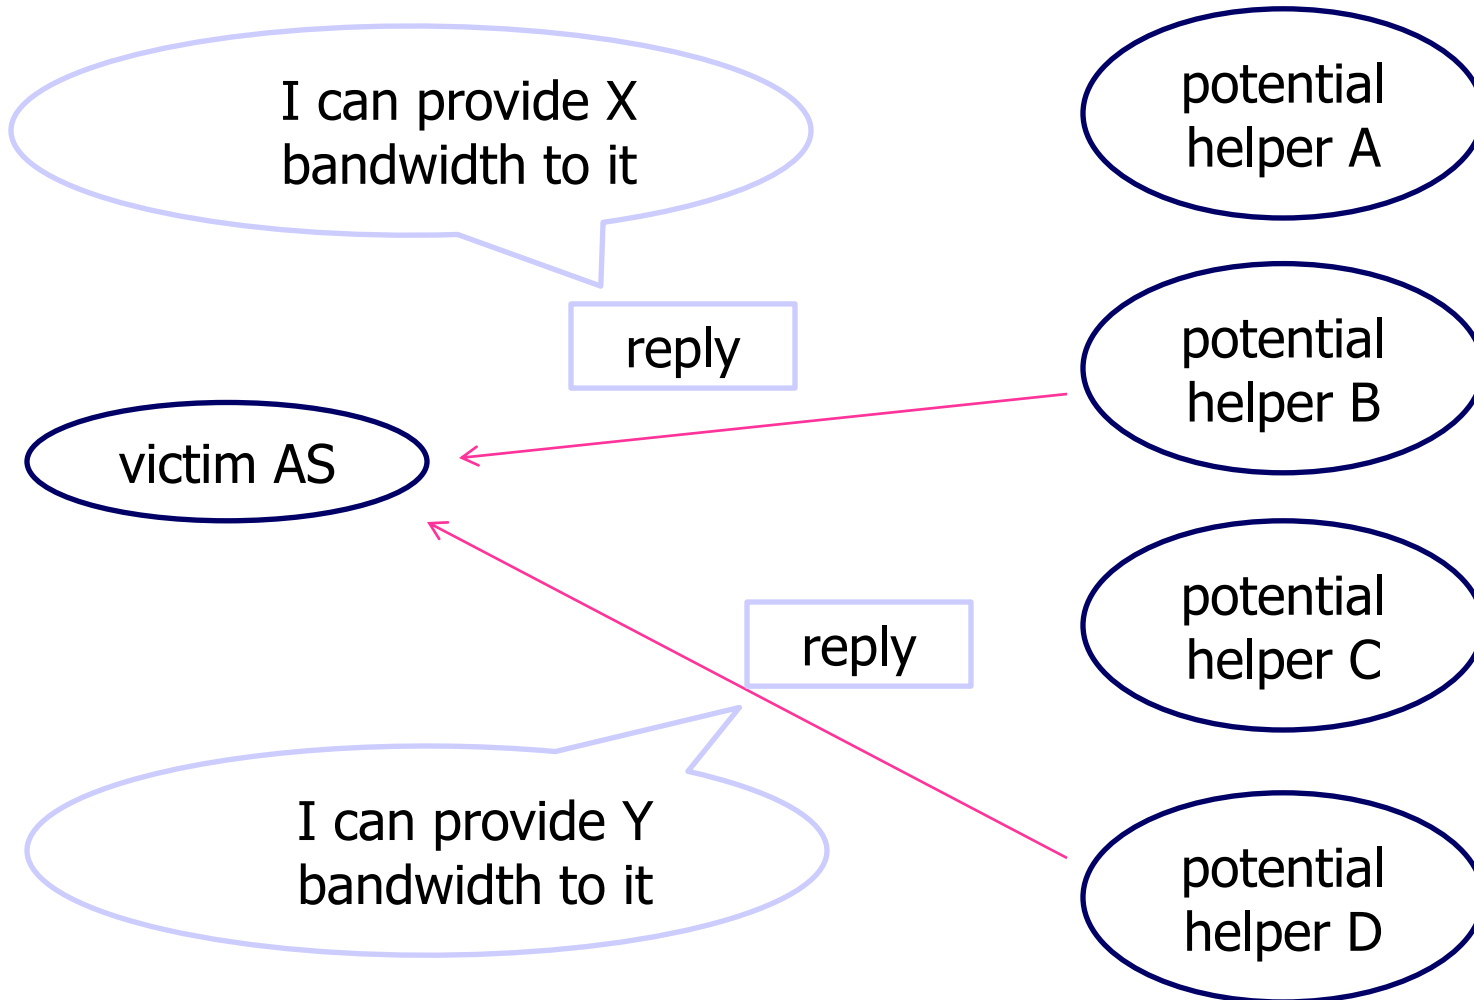 I can provide X
bandwidth to it
potential
helper A
reply
potential
helper B
victim AS
potential
helper C
reply
I can provide Y
bandwidth to it
potential
helper D